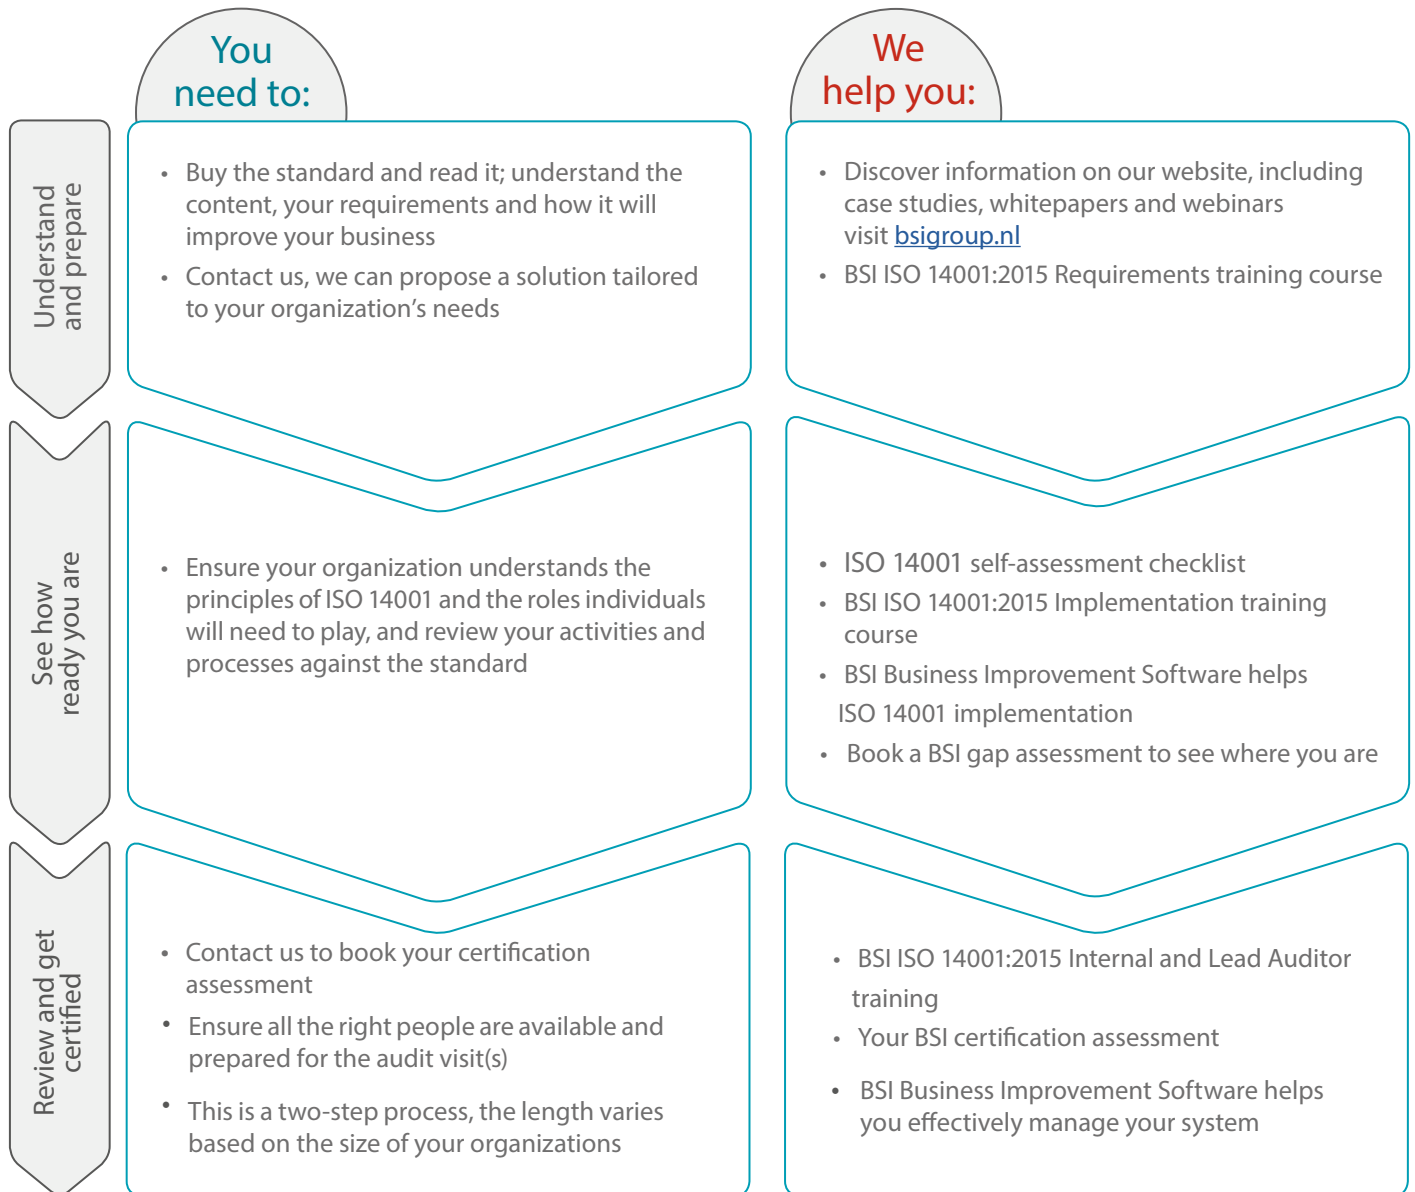 You
need to:
We
help you:
Understand
and prepare
• Buy the standard and read it; understand the
content, your requirements and how it will
improve your business
• Contact us, we can propose a solution tailored
to your organization’s needs
• Discover information on our website, including
case studies, whitepapers and webinars
visit bsigroup.nl
• BSI ISO 14001:2015 Requirements training course
See how
ready you are
• Ensure your organization understands the
principles of ISO 14001 and the roles individuals
will need to play, and review your activities and
processes against the standard
• ISO 14001 self-assessment checklist
• BSI ISO 14001:2015 Implementation training
course
• BSI Business Improvement Software helps
ISO 14001 implementation
• Book a BSI gap assessment to see where you are
Review and get
certified
• Contact us to book your certification
assessment
• Ensure all the right people are available and
prepared for the audit visit(s)
• This is a two-step process, the length varies
based on the size of your organizations
• BSI ISO 14001:2015 Internal and Lead Auditor
training
• Your BSI certification assessment
• BSI Business Improvement Software helps
you effectively manage your system